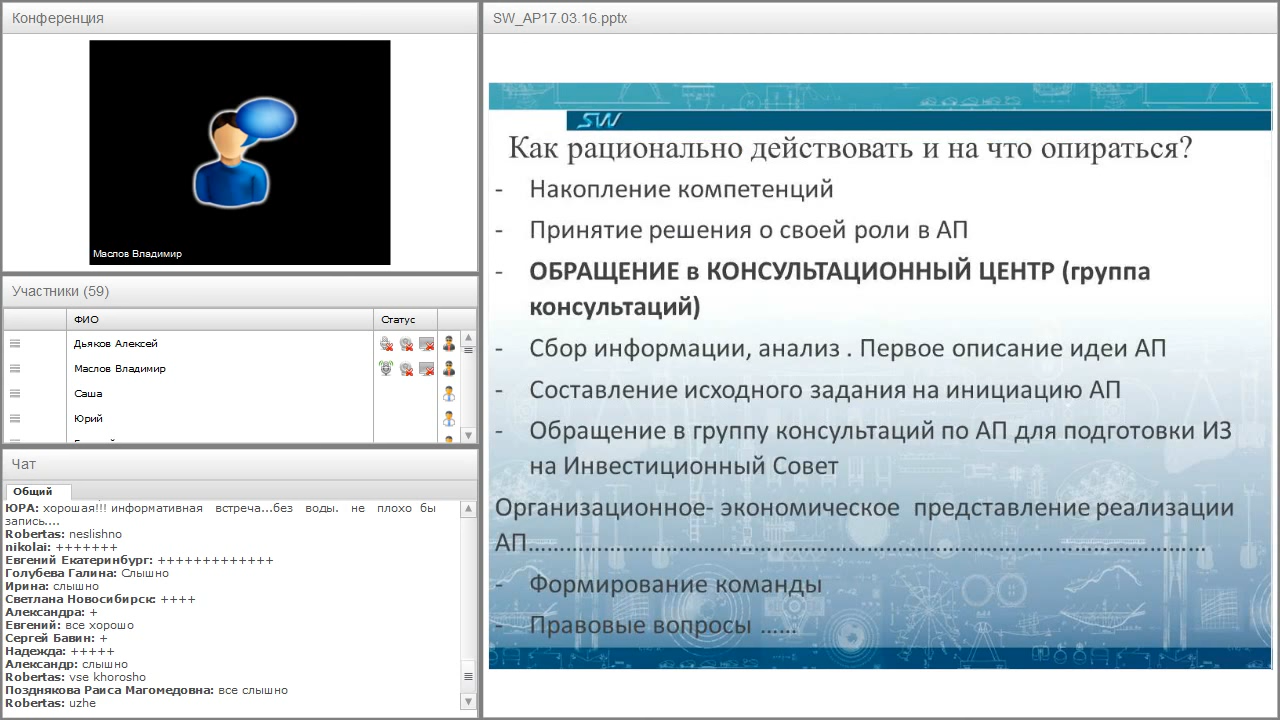 Конференция
Маслов Владимир
Участники (59)
ФИО
Статус
Дьяков Алексей
Маслов Владимир
Саша
Юрий
Чат
Общий
ЮРА: хорошая!!! информативная встреча...без воды. не плохо бы
запись....
Robertas: neslishno
nikolai: +++++++
Евгений Екатеринбург: +++++++++++++
Голубева Галина: Слышно
Ирина: слышно
Светлана Новосибирск: ++++
Александра: +
Евгений: все хорошо
Сергей Бавин: +
Надежда: +++++
Александр: слышно
Robertas: vse khorosho
Позднякова Раиса Магомедовна: все слышно
Robertas: uzhe
SW_AP17.03.16.pptx
SW
Как рационально действовать и на что опираться?
- Накопление компетенций
- Принятие решения о своей роли в АП
- ОБРАЩЕНИЕ в КОНСУЛЬТАЦИОННЫЙ ЦЕНТР (группа
консультаций)
- Сбор информации, анализ . Первое описание идеи АП
- Составление исходного задания на инициацию АП
- Обращение в группу консультаций по АП для подготовки ИЗ
на Инвестиционный Совет
Организационное- экономическое представление реализации
АП……………………………………………………………………………………………
- Формирование команды
- Правовые вопросы ……